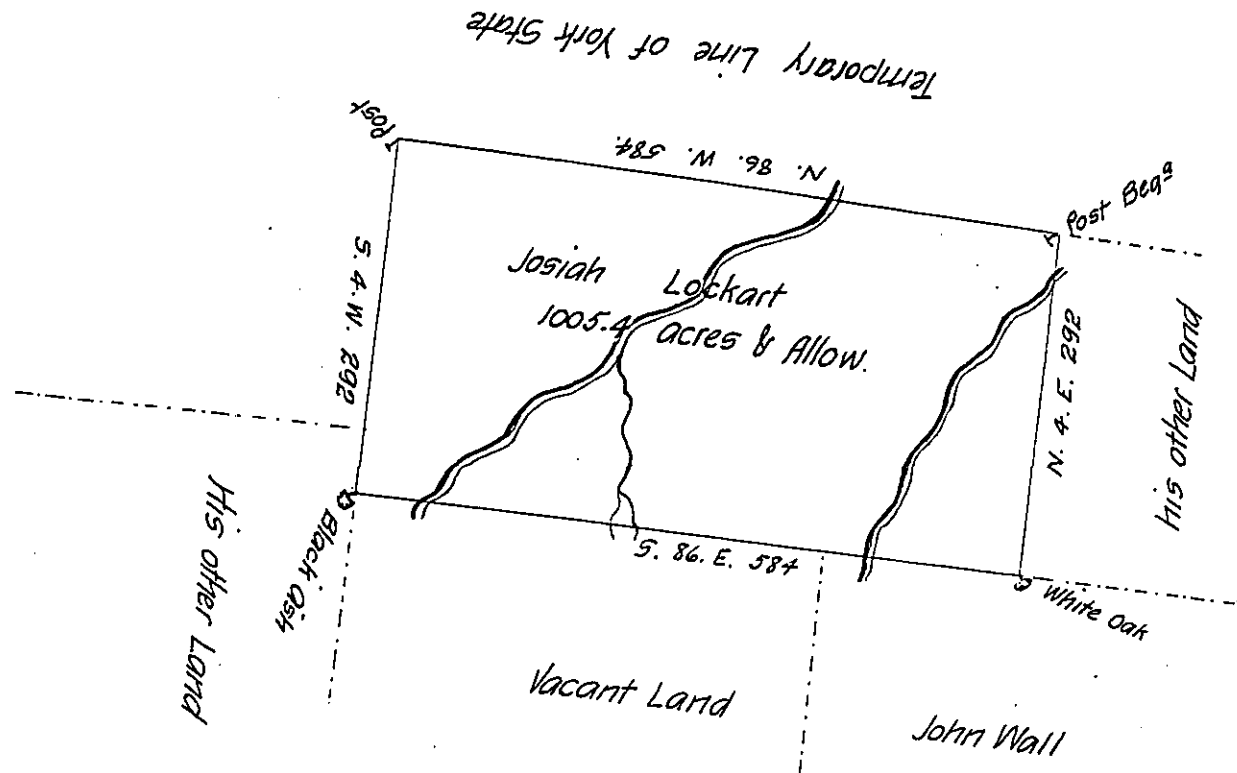 Temporary Line of York State
Post
N. 86. W. 584.
Post Beg^g
S. 4. W. 292
Josiah Lockart
1005.4 acres & Allow.
N. 4. E. 292
his other Land
His other Land
Black Ash
S. 86. E. 584
White Oak
Vacant Land
John Wall